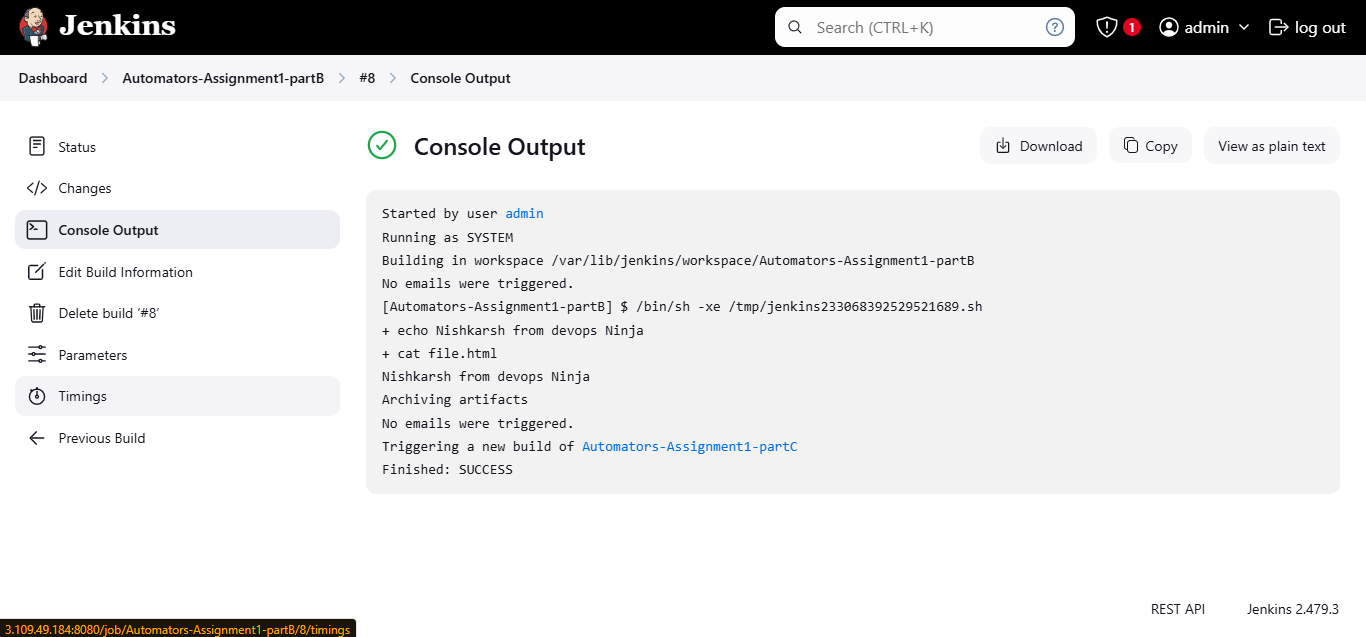 Jenkins
Search (CTRL+K)
?
1
admin
log out
Dashboard
Automators-Assignment1-partB
#8
Console Output
Status
Changes
Console Output
Edit Build Information
Delete build ‘#8’
Parameters
Timings
Previous Build
Console Output
Download
Copy
View as plain text
Started by user admin
Running as SYSTEM
Building in workspace /var/lib/jenkins/workspace/Automators-Assignment1-partB
No emails were triggered.
[Automators-Assignment1-partB] $ /bin/sh -xe /tmp/jenkins233068392529521689.sh
+ echo Nishkarsh from devops Ninja
+ cat file.html
Nishkarsh from devops Ninja
Archiving artifacts
No emails were triggered.
Triggering a new build of Automators-Assignment1-partC
Finished: SUCCESS
REST API
Jenkins 2.479.3
3.109.49.184:8080/job/Automators-Assignment1-partB/8/timings